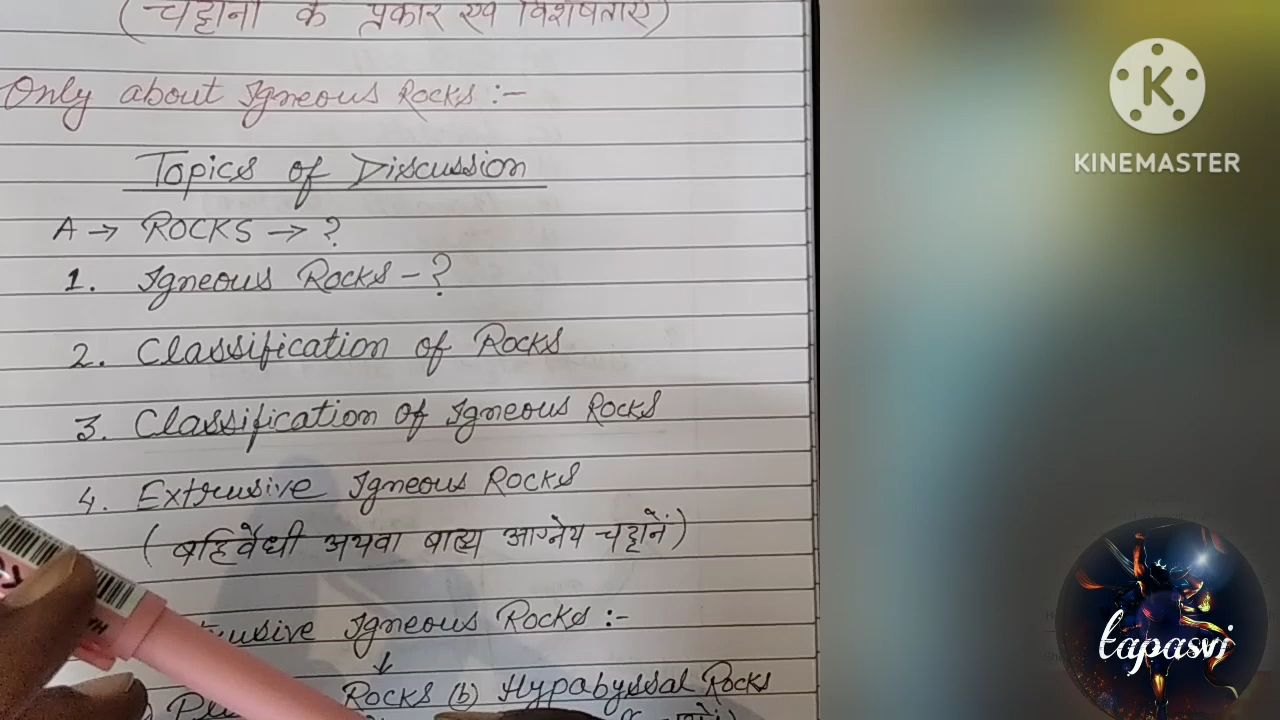 (चट्टानों के प्रकार एवं विशेषताएं)
Only about Igneous Rocks :-
Topics of Discussion
A → ROCKS → ?
1. Igneous Rocks - ?
2. Classification of Rocks
3. Classification of Igneous Rocks
4. Extrusive Igneous Rocks
(बहिर्वेधी अथवा बाह्य आग्नेय चट्टानें)
Igneous Rocks :-
↓
Rocks (b) Hypabyssal Rocks
K
KINEMASTER
tapasvi